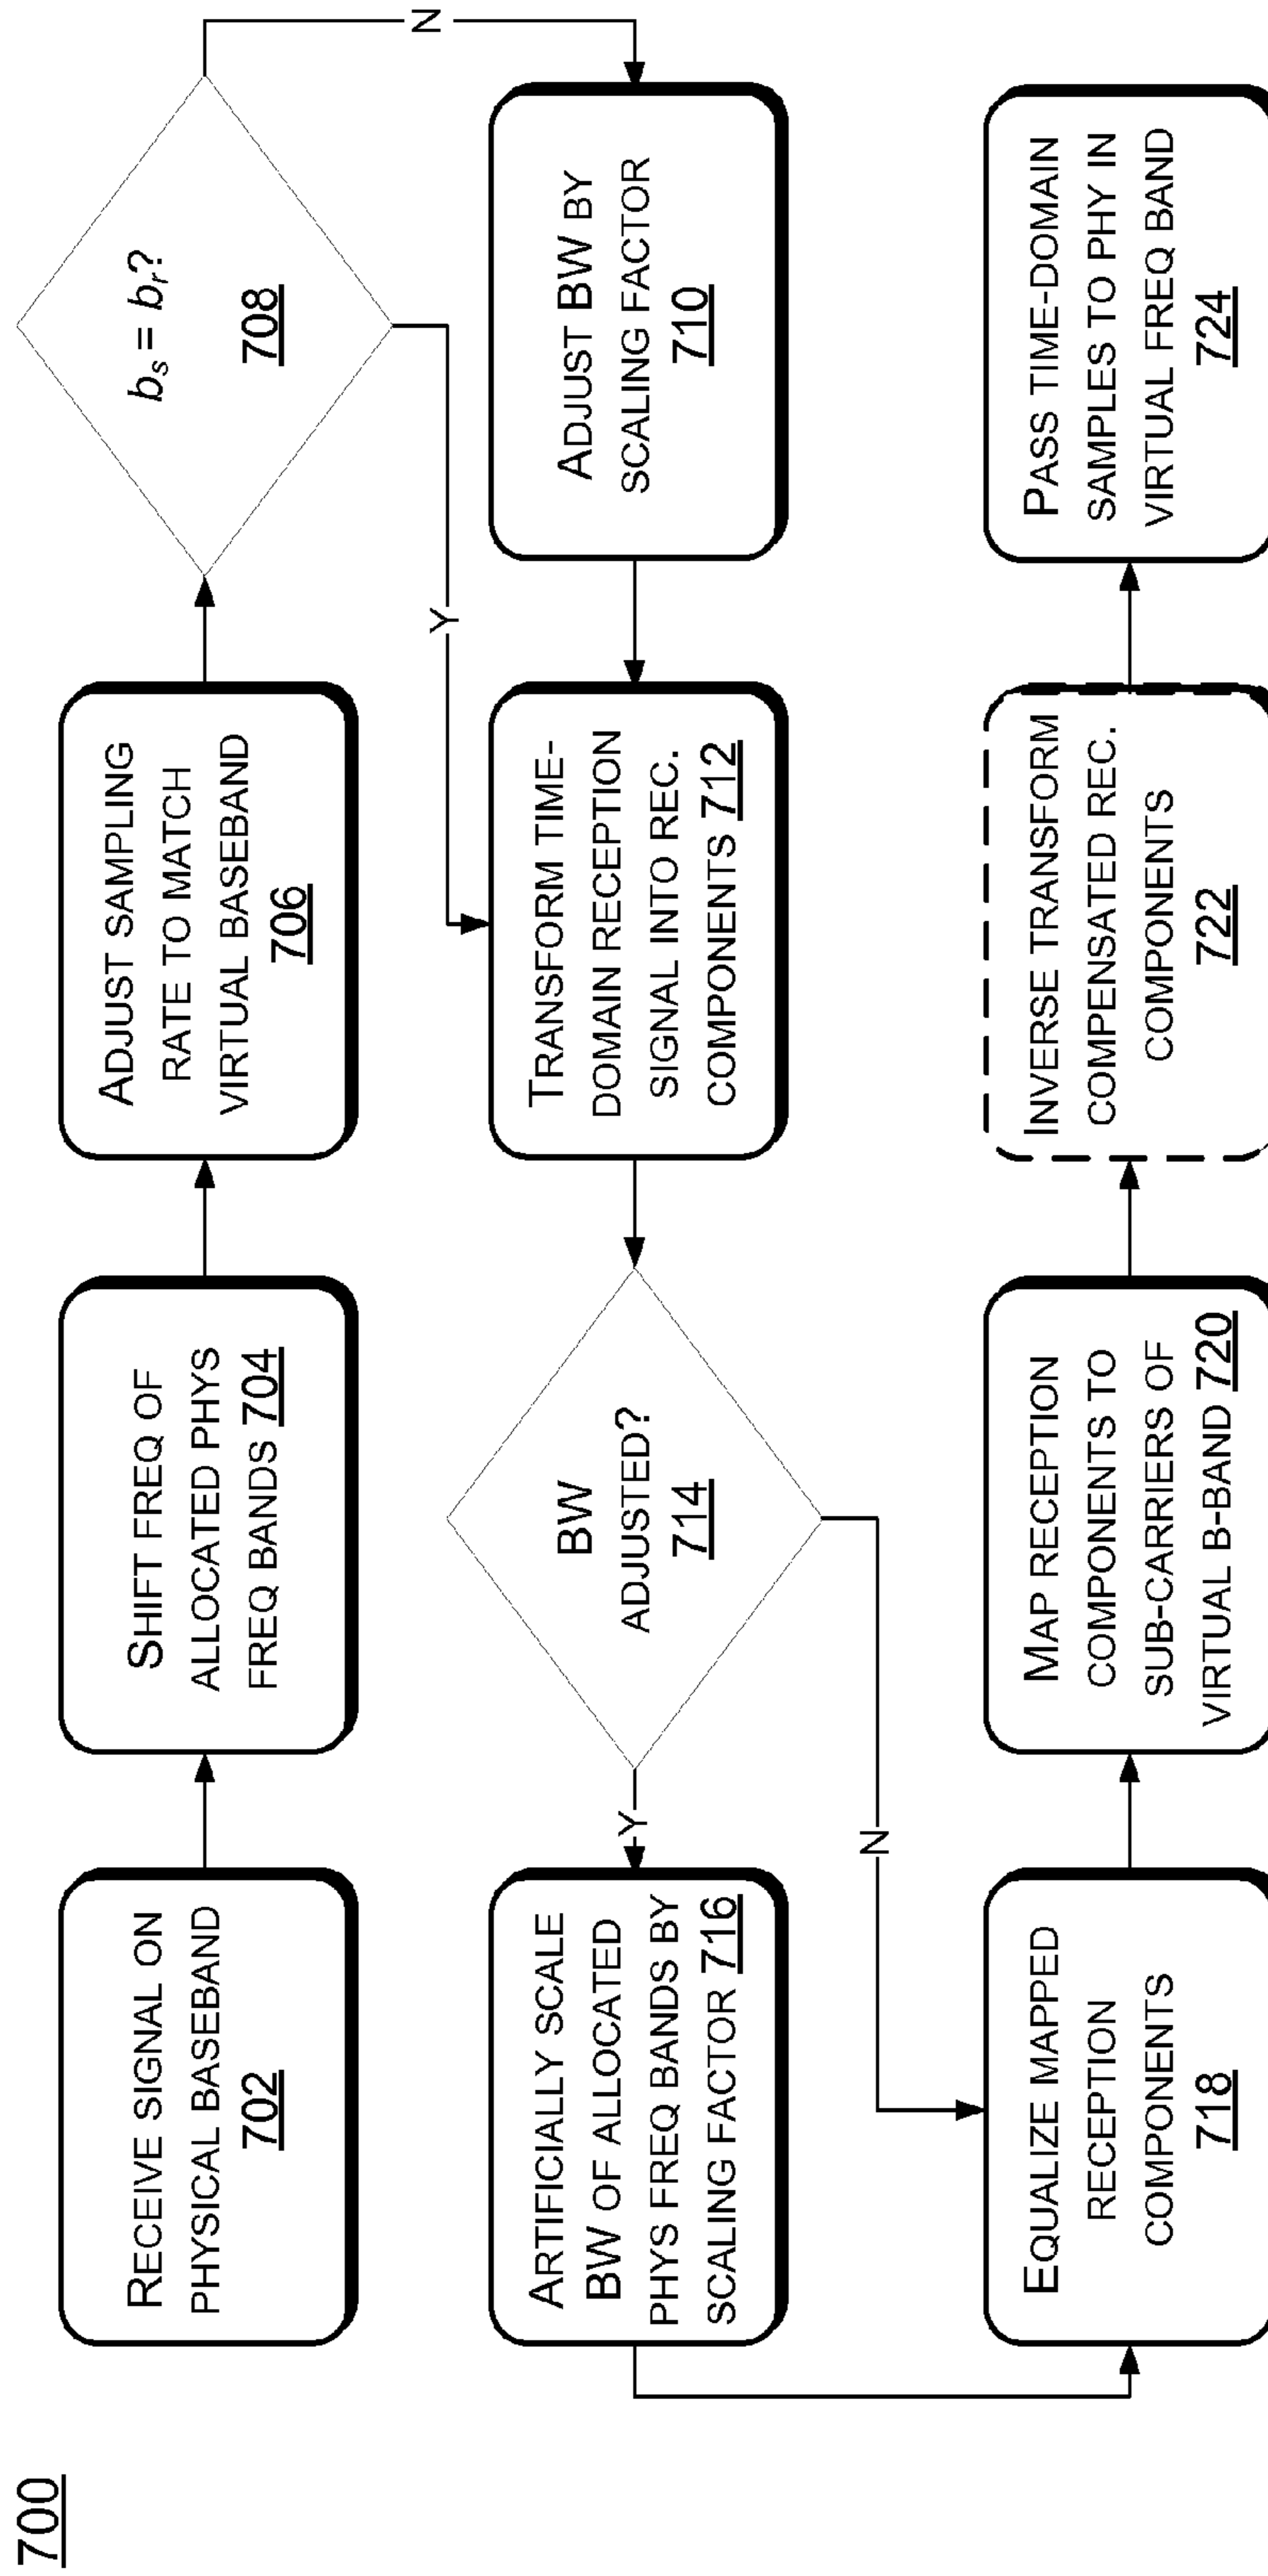 700
RECEIVE SIGNAL ON
PHYSICAL BASEBAND
702
SHIFT FREQ OF
ALLOCATED PHYS
FREQ BANDS 704
ADJUST SAMPLING
RATE TO MATCH
VIRTUAL BASEBAND
706
bs = br?
708
N
Y
ADJUST BW BY
SCALING FACTOR
710
TRANSFORM TIME-
DOMAIN RECEPTION
SIGNAL INTO REC.
COMPONENTS 712
BW
ADJUSTED?
714
Y
N
ARTIFICIALLY SCALE
BW OF ALLOCATED
PHYS FREQ BANDS BY
SCALING FACTOR 716
EQUALIZE MAPPED
RECEPTION
COMPONENTS
718
MAP RECEPTION
COMPONENTS TO
SUB-CARRIERS OF
VIRTUAL B-BAND 720
INVERSE TRANSFORM
COMPENSATED REC.
COMPONENTS
722
PASS TIME-DOMAIN
SAMPLES TO PHY IN
VIRTUAL FREQ BAND
724